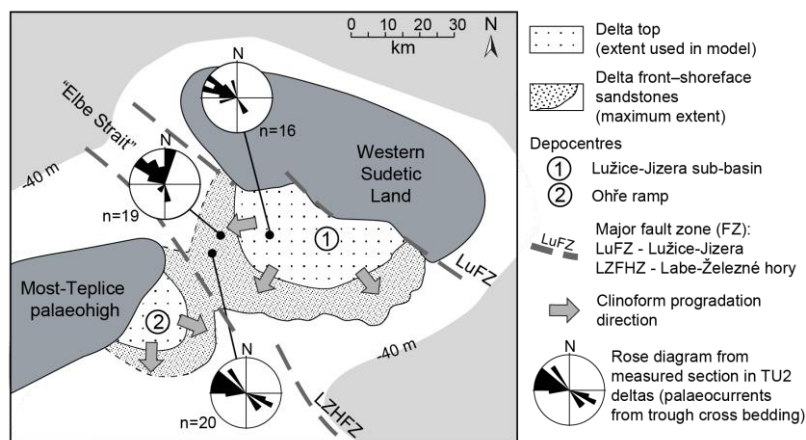 0 10 20 30
km
N
N
"Elbe Strait"
n=16
Western
Sudetic
Land
-40 m
N
n=19
1
LuFZ
Most-Teplice
palaeohigh
2
-40 m
N
n=20
LZHFZ
Delta top
(extent used in model)
Delta front–shoreface
sandstones
(maximum extent)
Depocentres
1 Lužice-Jizera sub-basin
2 Ohře ramp
Major fault zone (FZ):
LuFZ
LuFZ - Lužice-Jizera
LZFHZ - Labe-Železné hory
Clinoform progradation
direction
N
Rose diagram from
measured section in TU2
deltas (palaeocurrents
from trough cross bedding)